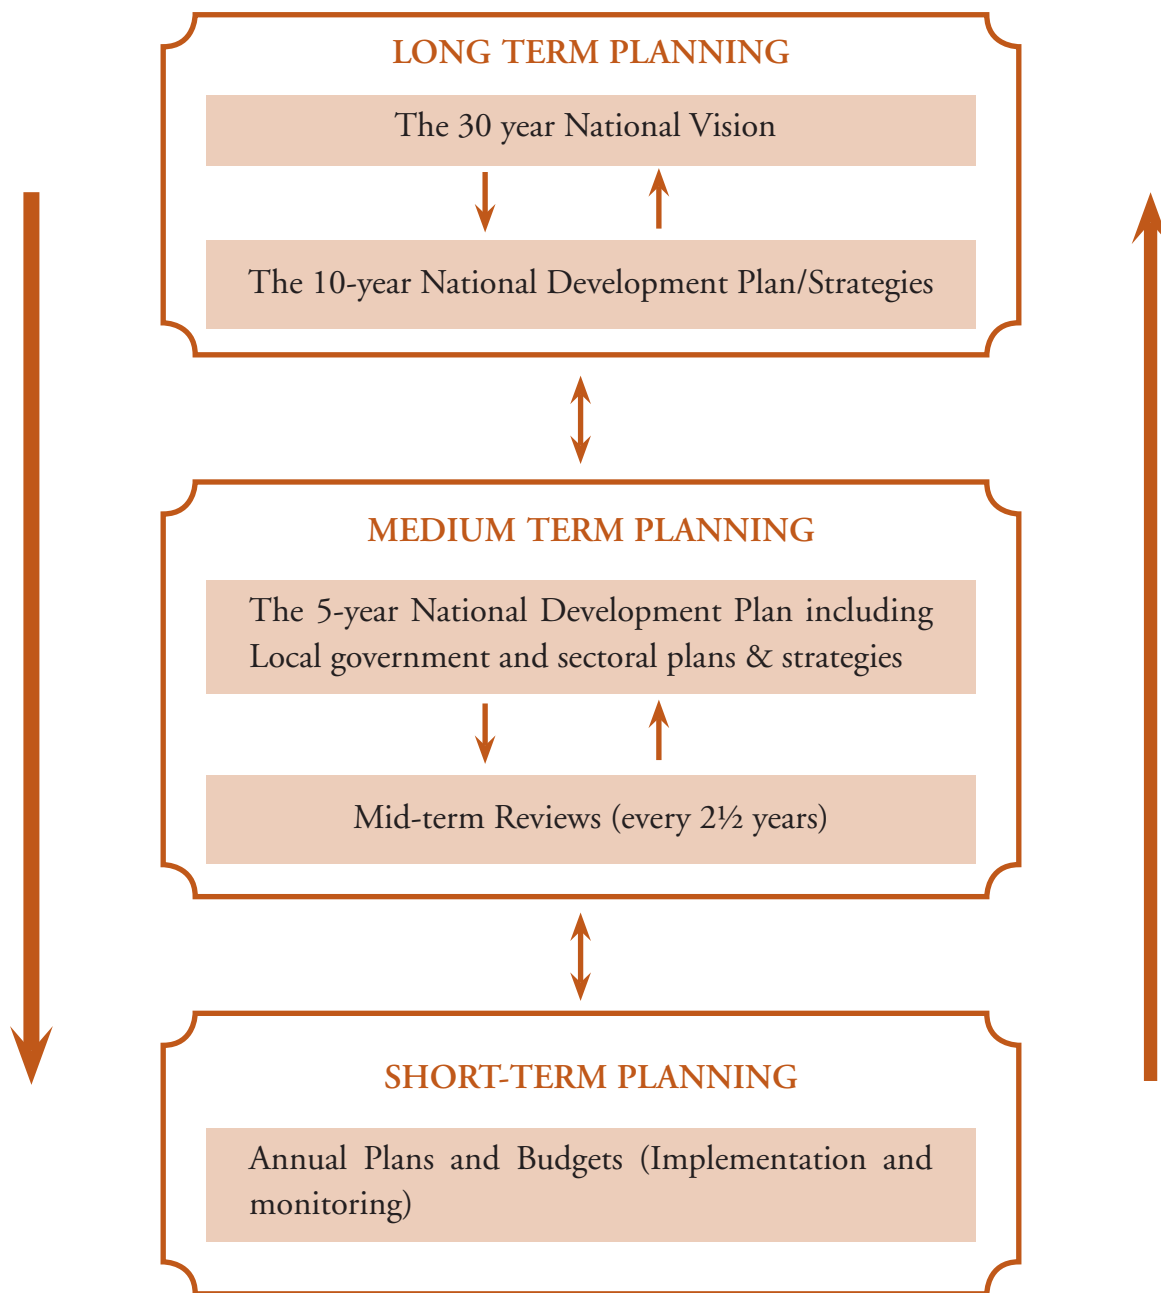 LONG TERM PLANNING
The 30 year National Vision
The 10-year National Development Plan/Strategies
MEDIUM TERM PLANNING
The 5-year National Development Plan including
Local government and sectoral plans & strategies
Mid-term Reviews (every 2½ years)
SHORT-TERM PLANNING
Annual Plans and Budgets (Implementation and
monitoring)